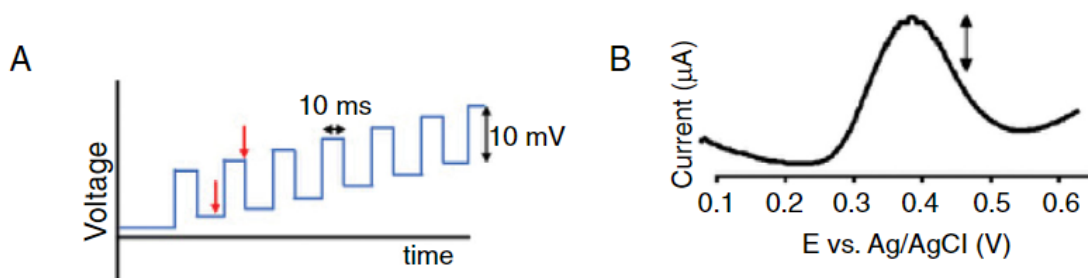 A
Voltage
10 ms
10 mV
time
B
Current (µA)
0.1 0.2 0.3 0.4 0.5 0.6
E vs. Ag/AgCl (V)